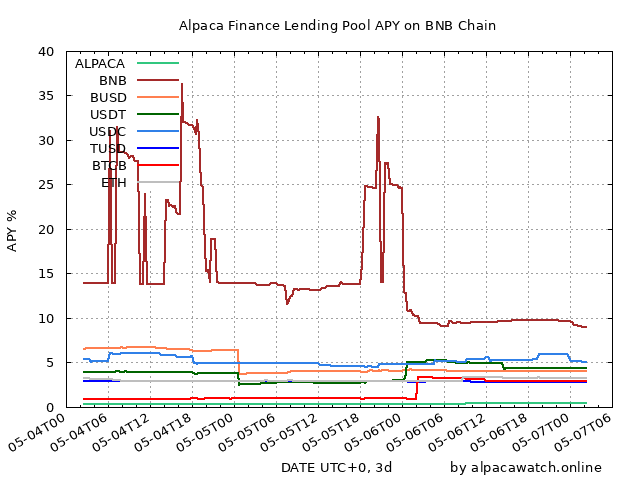 Alpaca Finance Lending Pool APY on BNB Chain
40
35
30
25
20
15
10
5
0
APY %
ALPACA
BNB
BUSD
USDT
USDC
TUSD
BTCB
ETH
05-04T00
05-04T06
05-04T12
05-04T18
05-05T00
05-05T06
05-05T12
05-05T18
05-06T00
05-06T06
05-06T12
05-06T18
05-07T00
05-07T06
DATE UTC+0, 3d
by alpacawatch.online